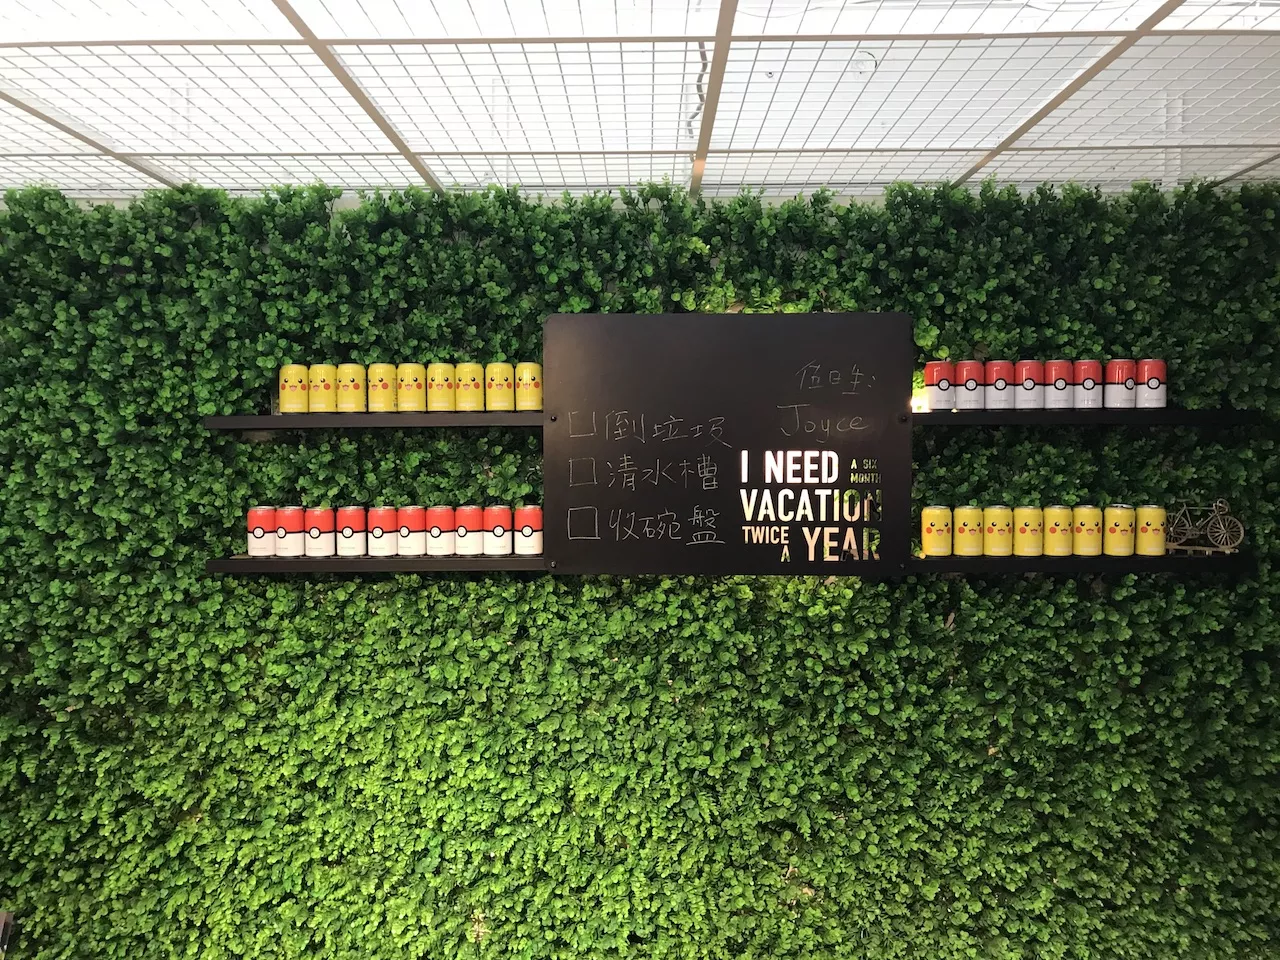 值日生:
Joyce
□倒垃圾
□清水槽
□收碗盤
I NEED
A SIX
MONTH
VACATION
TWICE
A YEAR